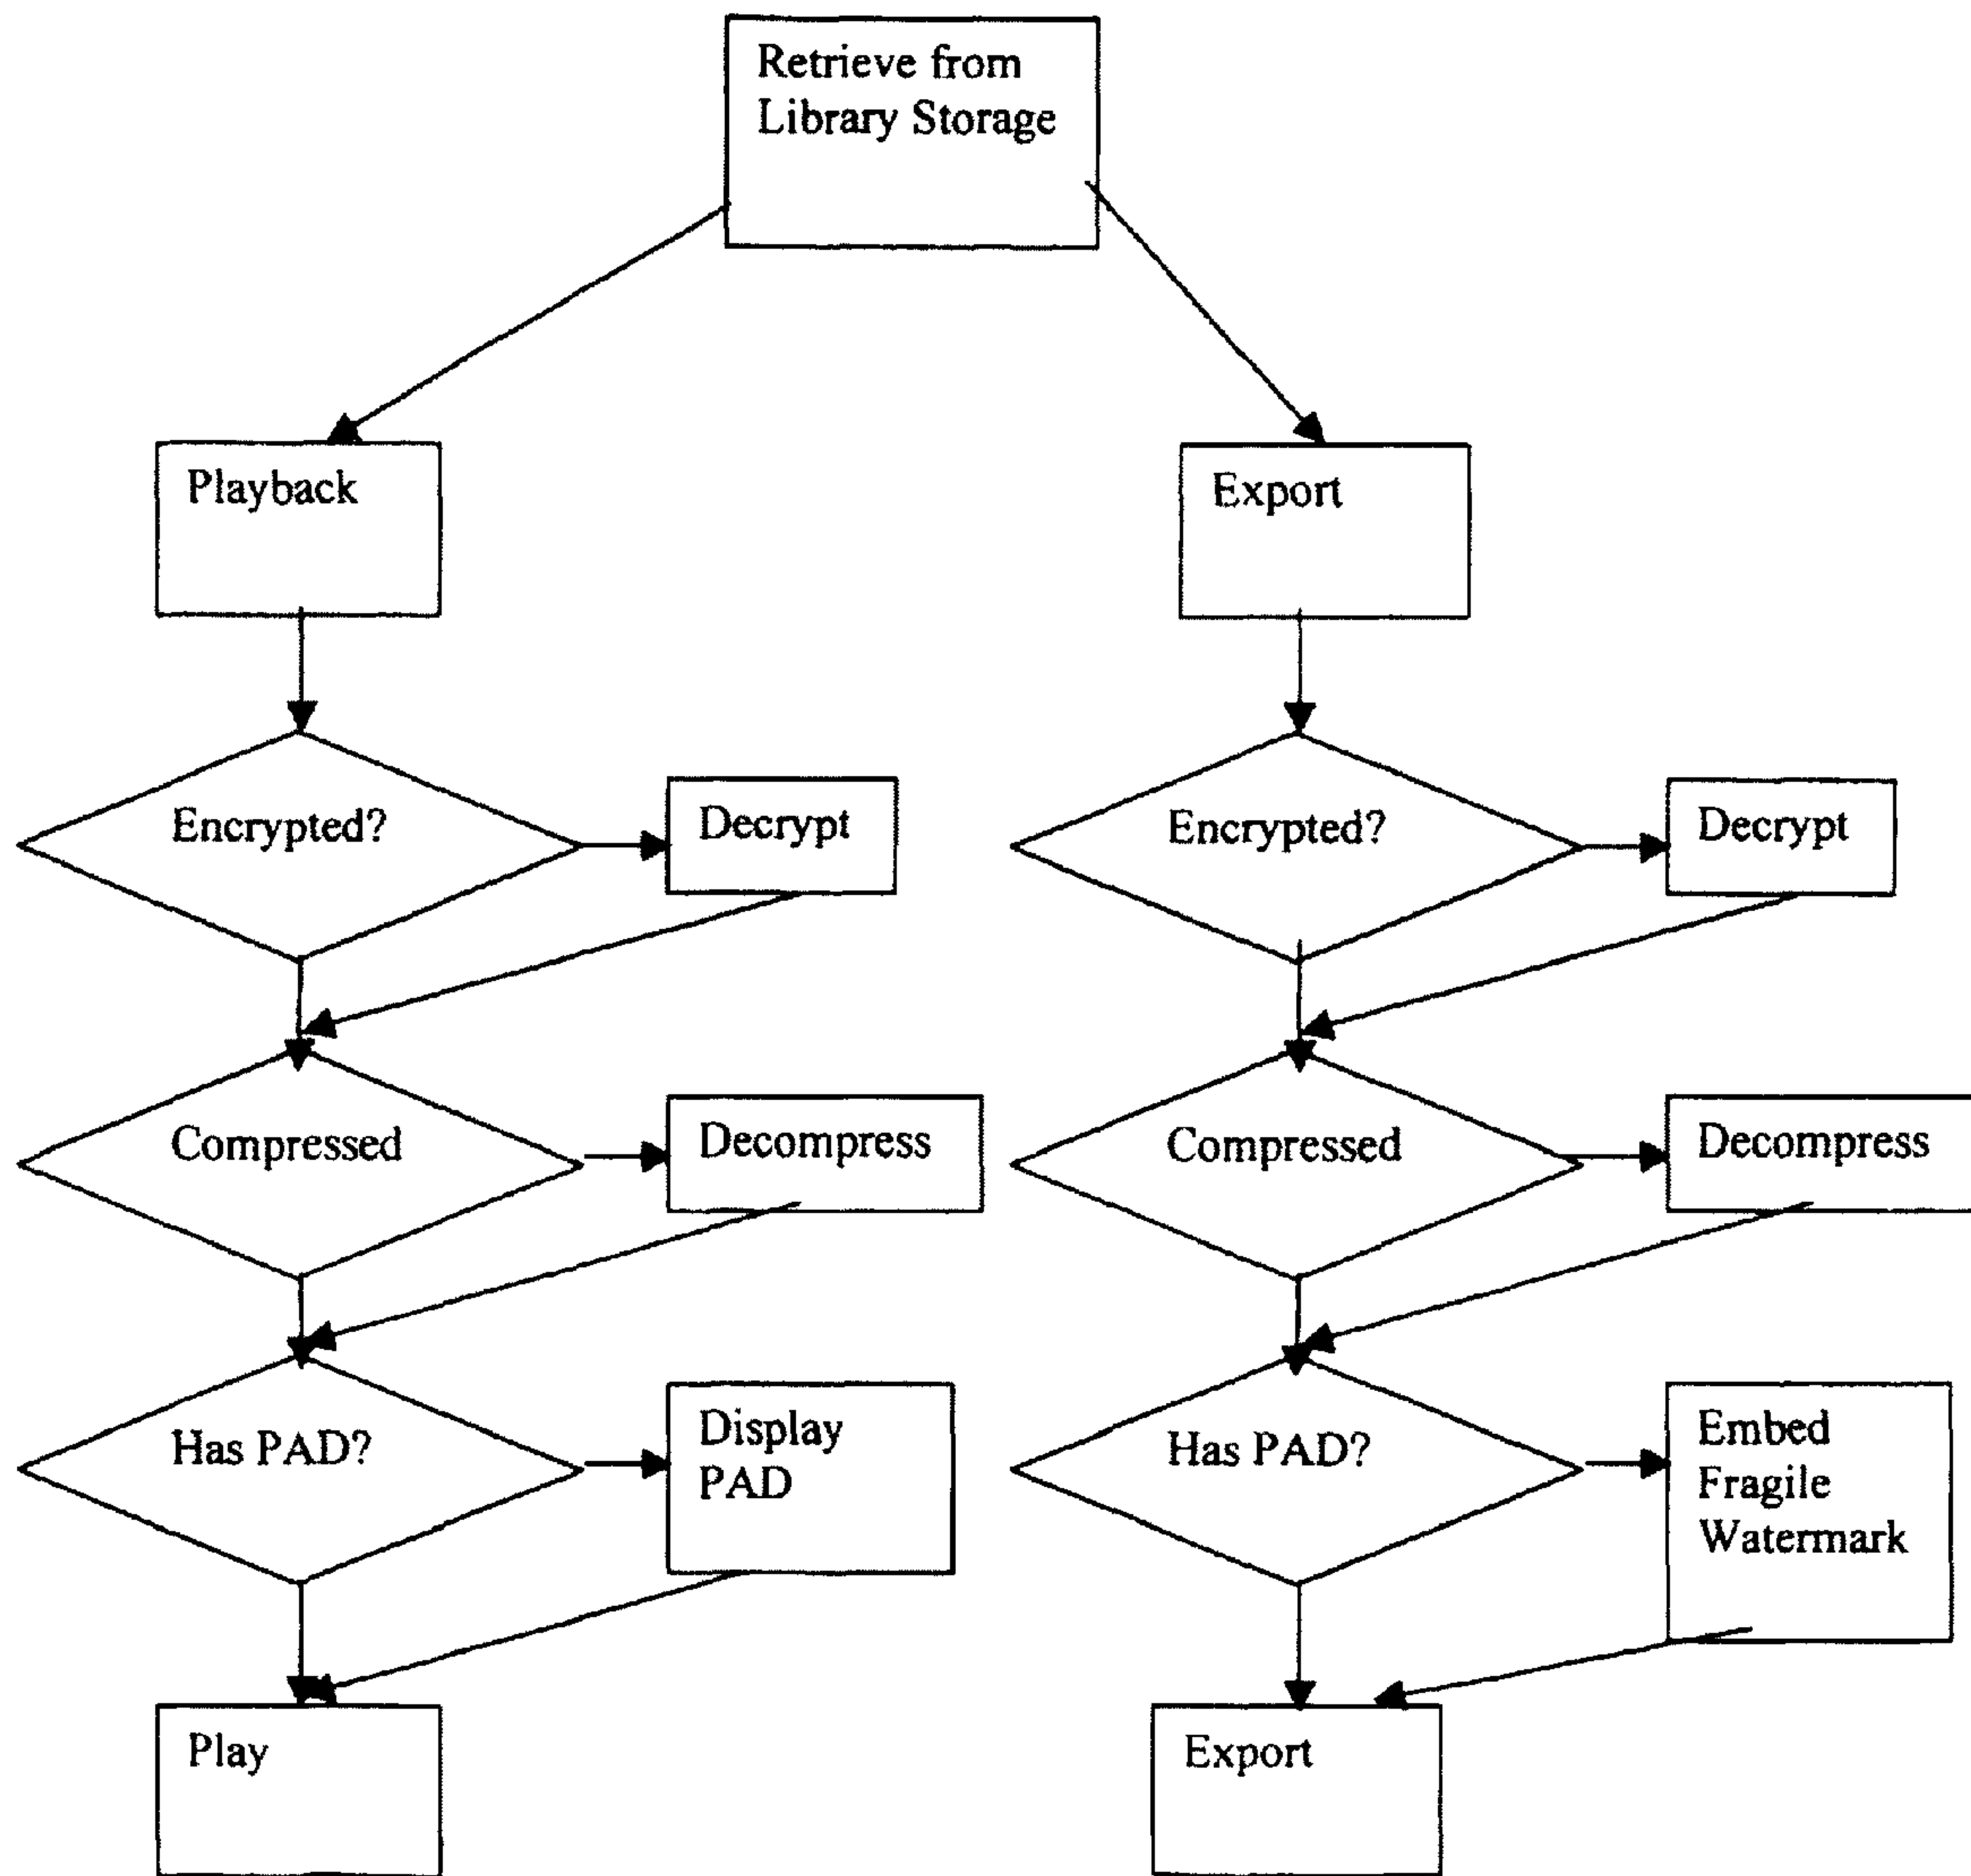 Retrieve from
Library Storage
Playback
Export
Encrypted?
Decrypt
Encrypted?
Decrypt
Compressed
Decompress
Compressed
Decompress
Has PAD?
Display
PAD
Has PAD?
Embed
Fragile
Watermark
Play
Export